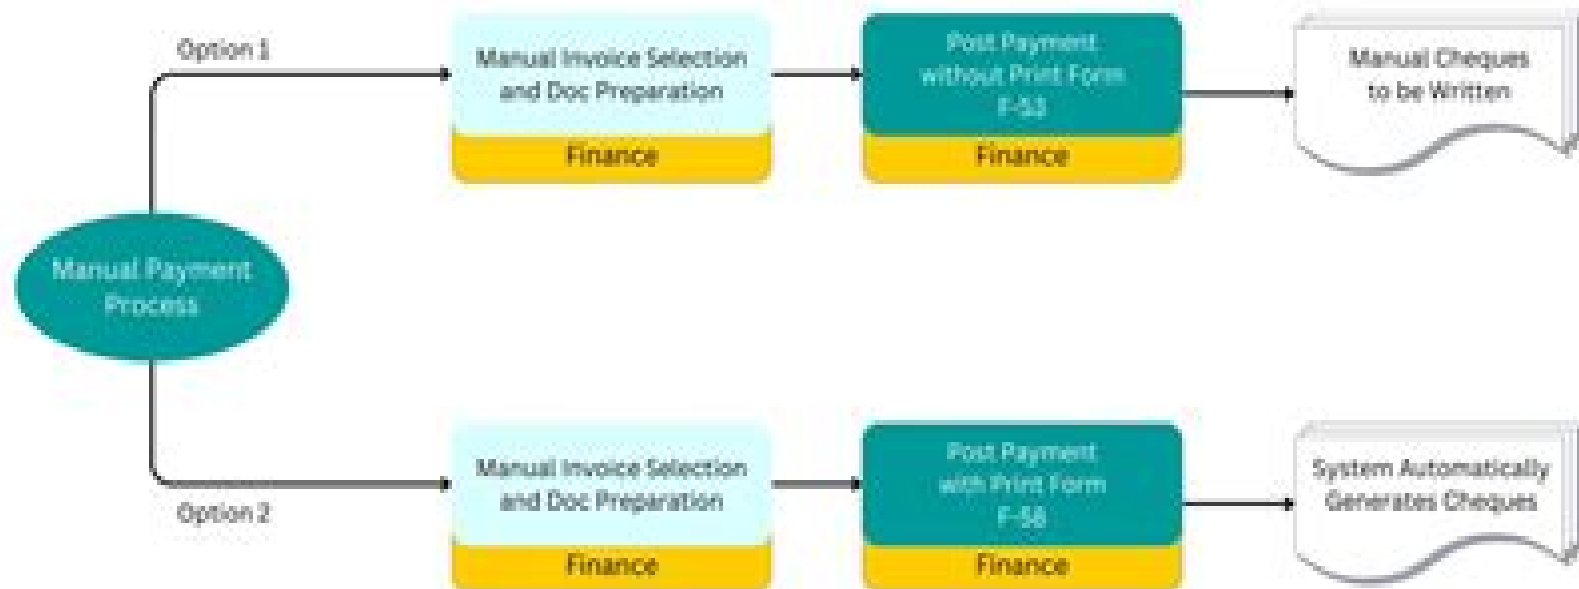 Option 1
Manual Invoice Selection
and Doc Preparation
Finance
Post Payment
without Print Form
F-53
Finance
Manual Cheques
to be Written
Manual Payment
Process
Option 2
Manual Invoice Selection
and Doc Preparation
Finance
Post Payment
with Print Form
F-58
Finance
System Automatically
Generates Cheques